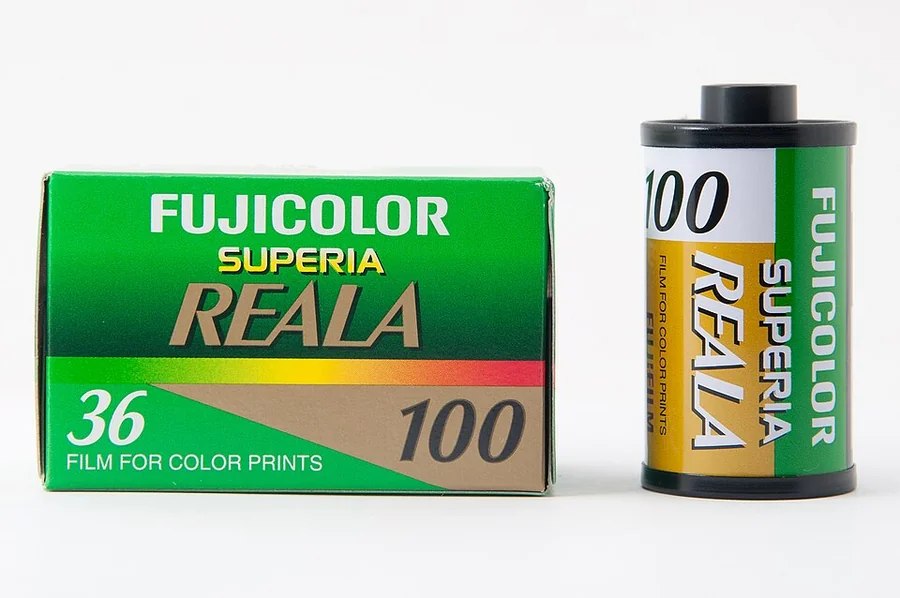 FUJICOLOR
SUPERIA
REALA
36
100
FILM FOR COLOR PRINTS
100
FUJICOLOR
SUPERIA
REALA
FILM FOR COLOR PRINTS
FUJIFILM